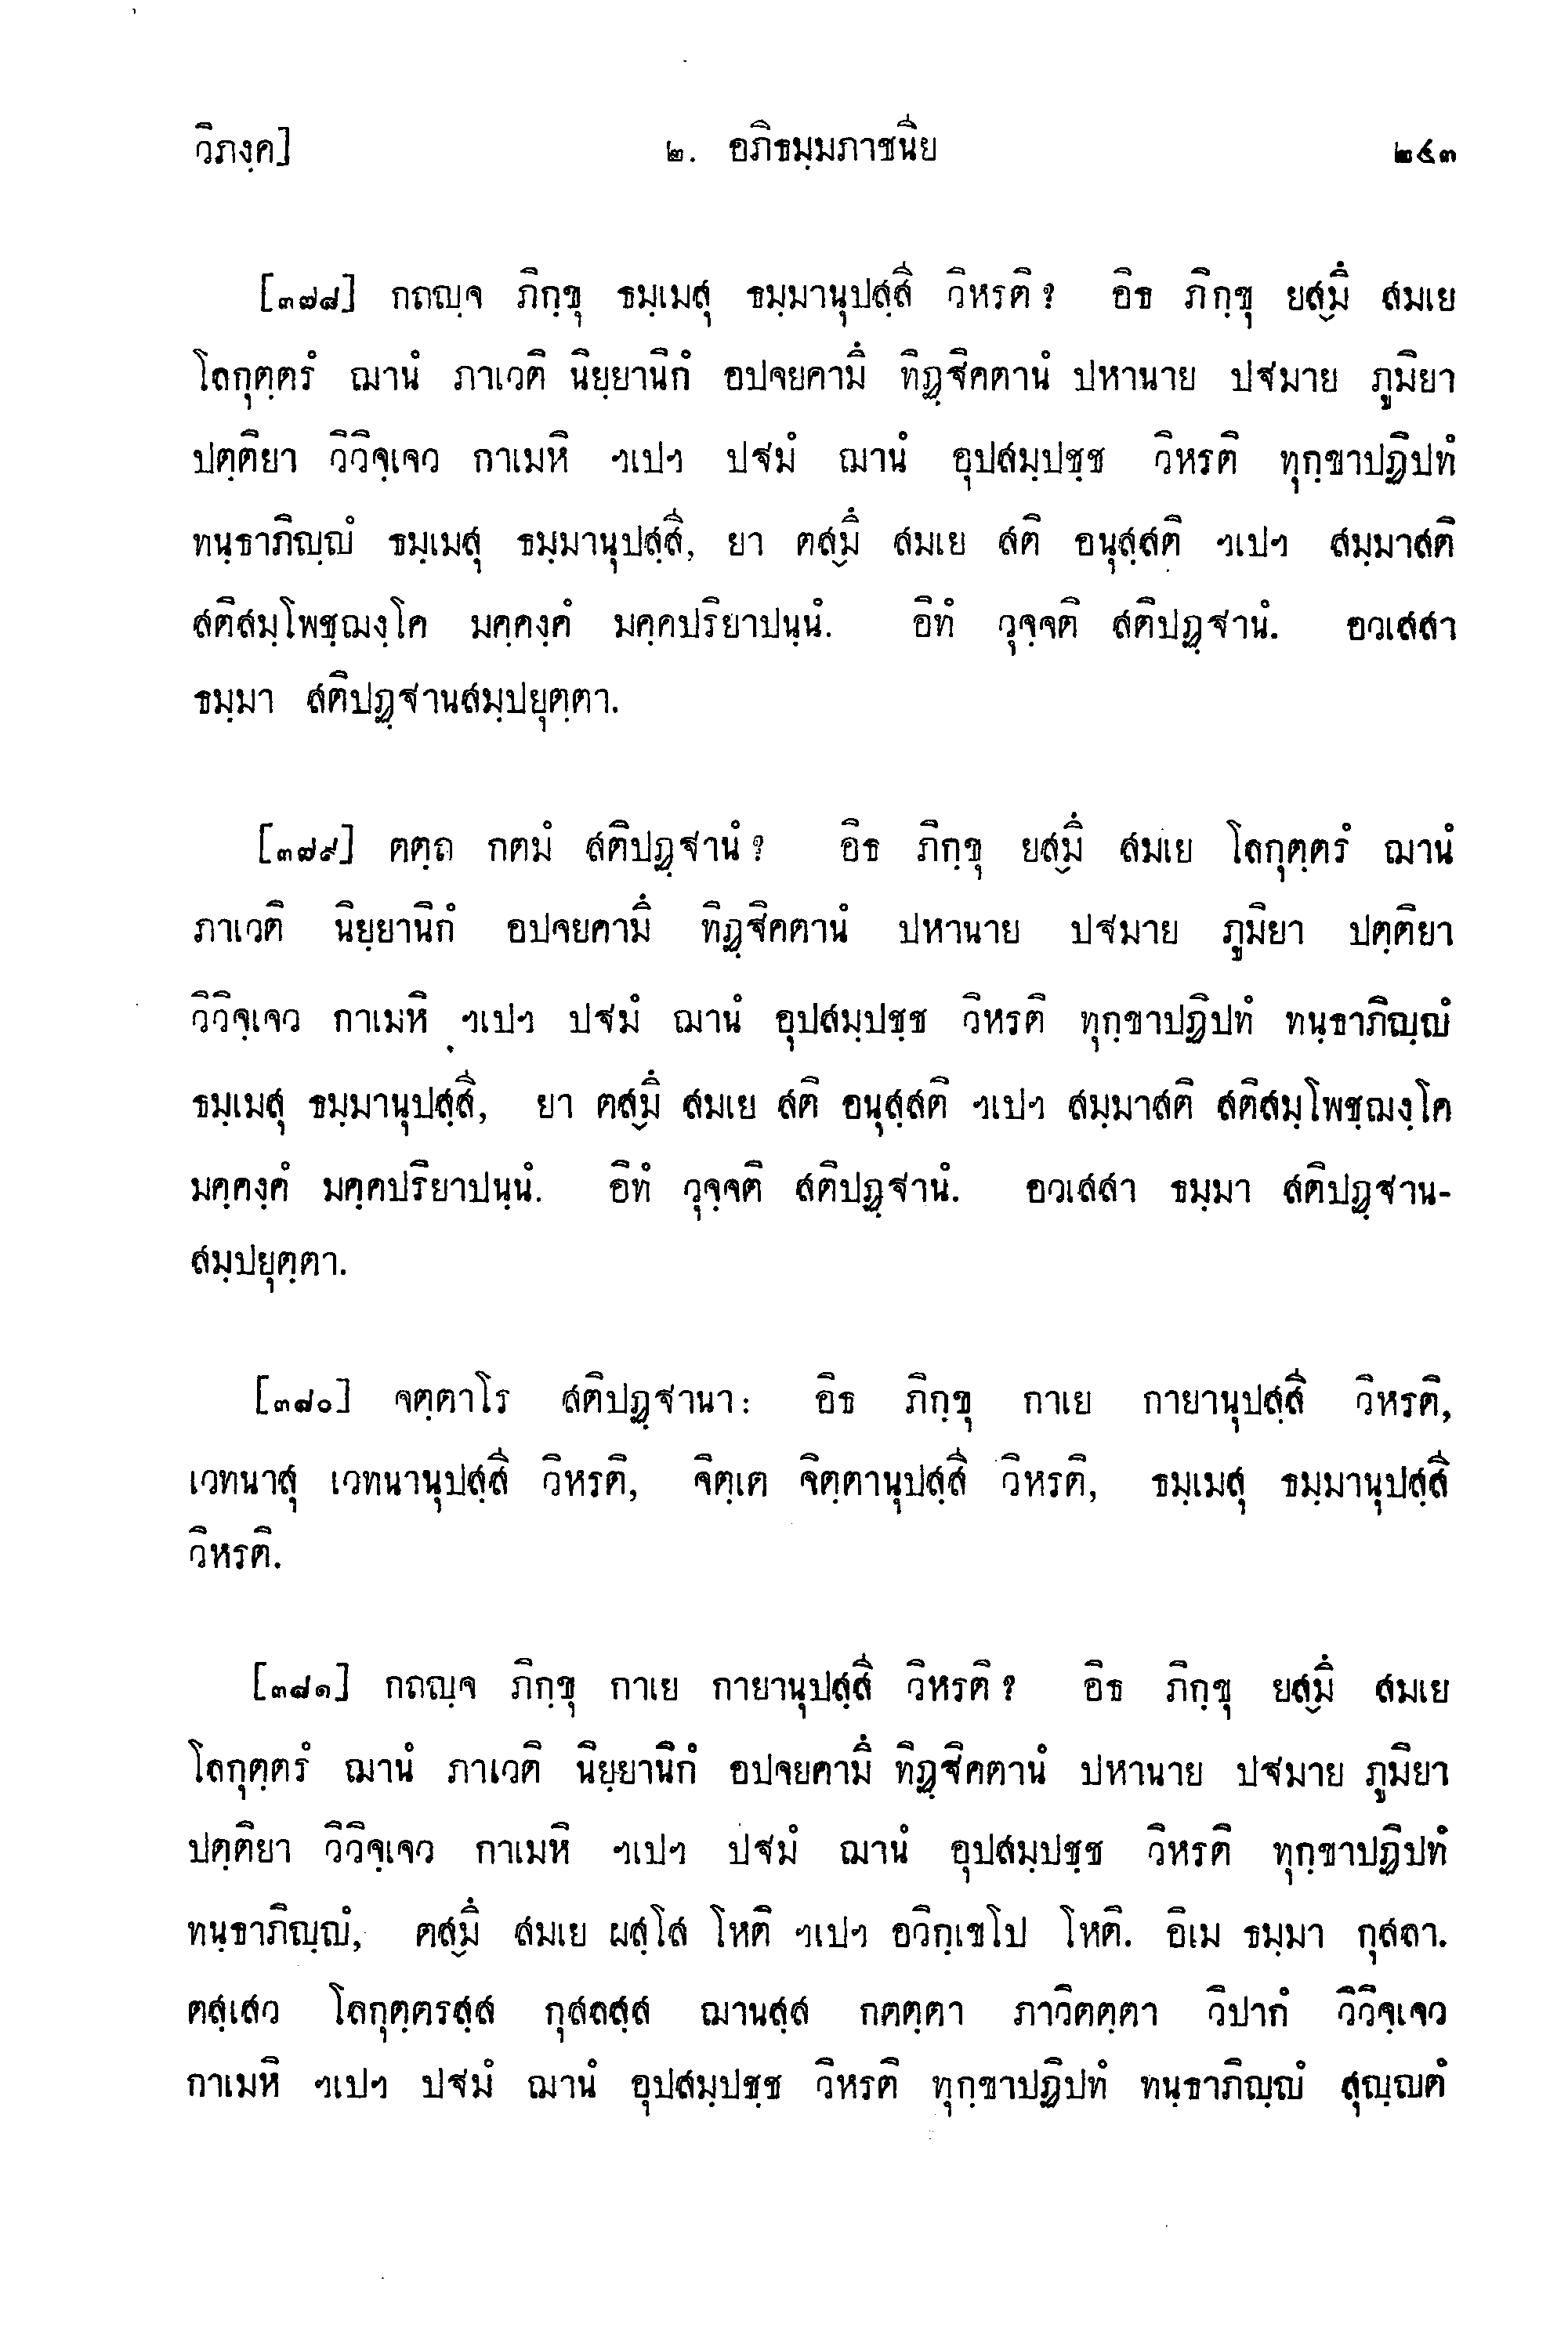 วิภงฺค] ๒. อภิธมฺมภาชนีย ๒๕๓
[๓๗๘] กถญฺจ ภิกฺขุ ธมฺเมสุ ธมฺมานุปสฺสี วิหรติ? อิธ ภิกฺขุ ยสฺมึ สมเย
โลกุตฺตรํ ฌานํ ภาเวติ นิยฺยานิกํ อปจยคามึ ทิฏฺฐิคตานํ ปหานาย ปฐมาย ภูมิยา
ปตฺติยา วิวิจฺเจว กาเมหิ ฯเปฯ ปฐมํ ฌานํ อุปสมฺปชฺช วิหรติ ทุกฺขาปฏิปทํ
ทนฺธาภิญฺญํ ธมฺเมสุ ธมฺมานุปสฺสี, ยา ตสฺมึ สมเย สติ อนุสฺสติ ฯเปฯ สมฺมาสติ
สติสมฺโพชฺฌงฺโค มคฺคงฺคํ มคฺคปริยาปนฺนํ. อิทํ วุจฺจติ สติปฏฺฐานํ. อวเสสา
ธมฺมา สติปฏฺฐานสมฺปยุตฺตา.
[๓๗๙] ตตฺถ กตมํ สติปฏฺฐานํ? อิธ ภิกฺขุ ยสฺมึ สมเย โลกุตฺตรํ ฌานํ
ภาเวติ นิยฺยานิกํ อปจยคามึ ทิฏฺฐิคตานํ ปหานาย ปฐมาย ภูมิยา ปตฺติยา
วิวิจฺเจว กาเมหิ ฯเปฯ ปฐมํ ฌานํ อุปสมฺปชฺช วิหรติ ทุกฺขาปฏิปทํ ทนฺธาภิญฺญํ
ธมฺเมสุ ธมฺมานุปสฺสี, ยา ตสฺมึ สมเย สติ อนุสฺสติ ฯเปฯ สมฺมาสติ สติสมฺโพชฺฌงฺโค
มคฺคงฺคํ มคฺคปริยาปนฺนํ. อิทํ วุจฺจติ สติปฏฺฐานํ. อวเสสา ธมฺมา สติปฏฺฐาน-
สมฺปยุตฺตา.
[๓๘๐] จตฺตาโร สติปฏฺฐานา: อิธ ภิกฺขุ กาเย กายานุปสฺสี วิหรติ,
เวทนาสุ เวทนานุปสฺสี วิหรติ, จิตฺเต จิตฺตานุปสฺสี วิหรติ, ธมฺเมสุ ธมฺมานุปสฺสี
วิหรติ.
[๓๘๑] กถญฺจ ภิกฺขุ กาเย กายานุปสฺสี วิหรติ? อิธ ภิกฺขุ ยสฺมึ สมเย
โลกุตฺตรํ ฌานํ ภาเวติ นิยฺยานิกํ อปจยคามึ ทิฏฺฐิคตานํ ปหานาย ปฐมาย ภูมิยา
ปตฺติยา วิวิจฺเจว กาเมหิ ฯเปฯ ปฐมํ ฌานํ อุปสมฺปชฺช วิหรติ ทุกฺขาปฏิปทํ
ทนฺธาภิญฺญํ, ตสฺมึ สมเย ผสฺโส โหติ ฯเปฯ อวิกฺเขโป โหติ. อิเม ธมฺมา กุสลา.
ตสฺเสว โลกุตฺตรสฺส กุสลสฺส ฌานสฺส กตตฺตา ภาวิตตฺตา วิปากํ วิวิจฺเจว
กาเมหิ ฯเปฯ ปฐมํ ฌานํ อุปสมฺปชฺช วิหรติ ทุกฺขาปฏิปทํ ทนฺธาภิญฺญํ สุญฺญตํ